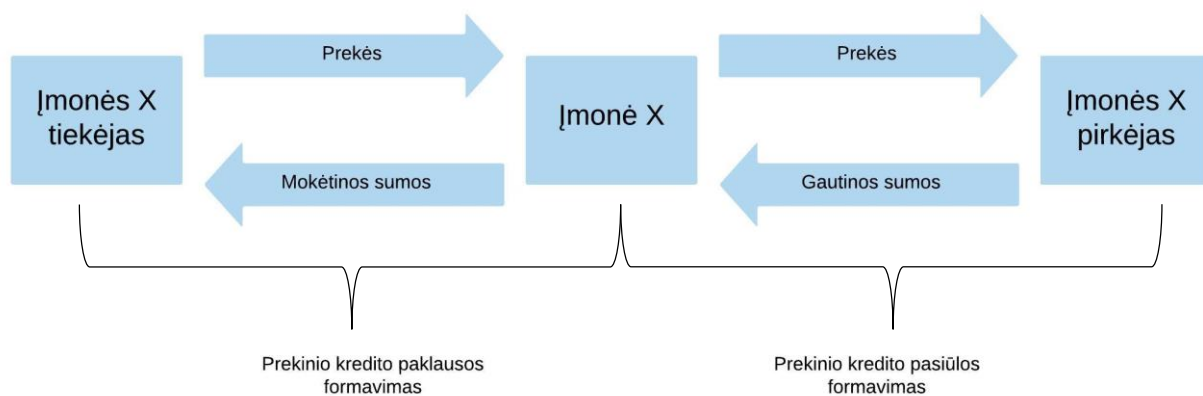 Prekės
Prekės
Įmonės X
tiekėjas
Įmonė X
Įmonės X
pirkėjas
Mokėtinos sumos
Gautinos sumos
Prekinio kredito paklausos
formavimas
Prekinio kredito pasiūlos
formavimas